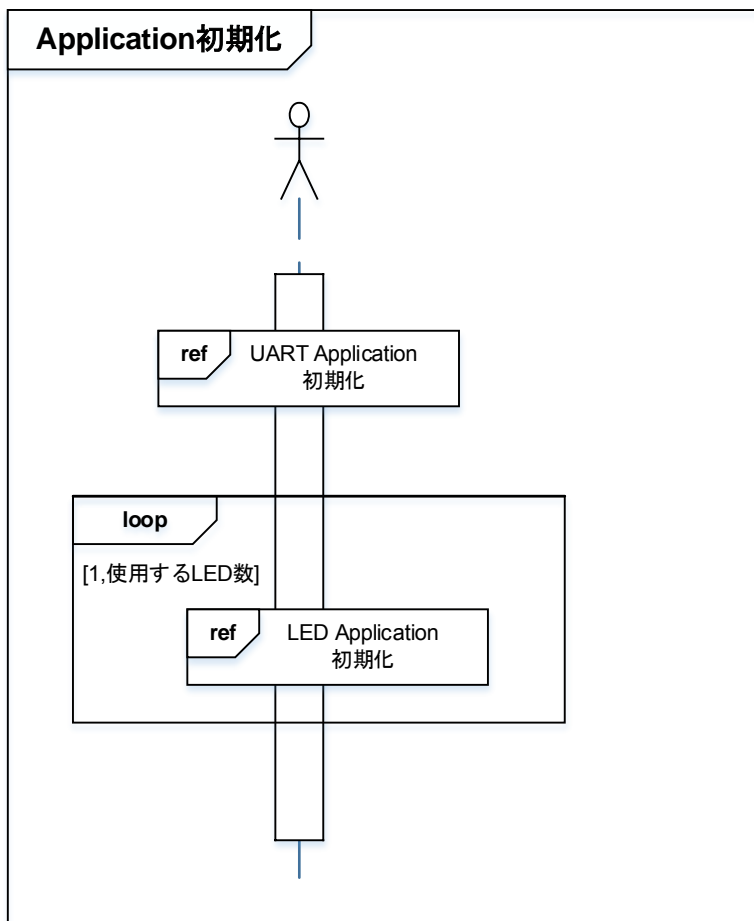 Application初期化
ref
UART Application
初期化
loop
[1,使用するLED数]
ref
LED Application
初期化